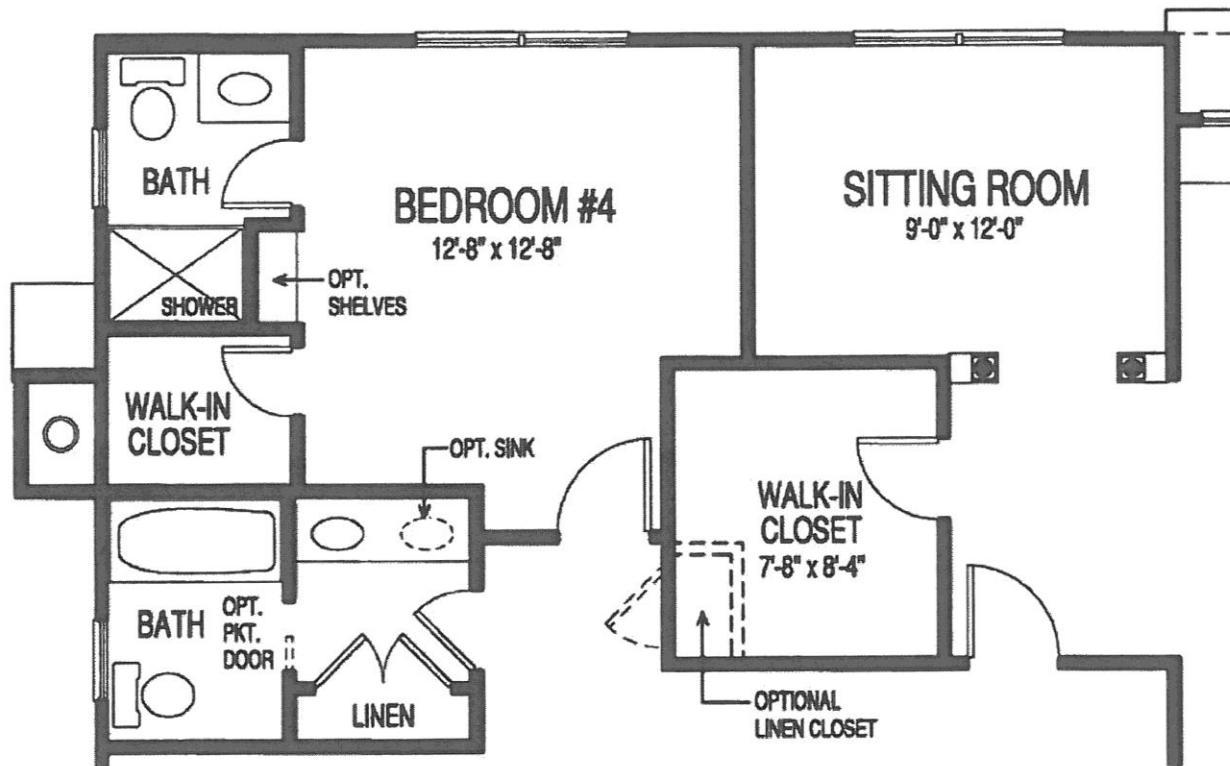 BATH
BEDROOM #4
12'-8" x 12'-8"
SITTING ROOM
9'-0" x 12'-0"
SHOWER
OPT.
SHELVES
WALK-IN
CLOSET
OPT. SINK
WALK-IN
CLOSET
7'-8" x 8'-4"
BATH
OPT.
PKT.
DOOR
LINEN
OPTIONAL
LINEN CLOSET